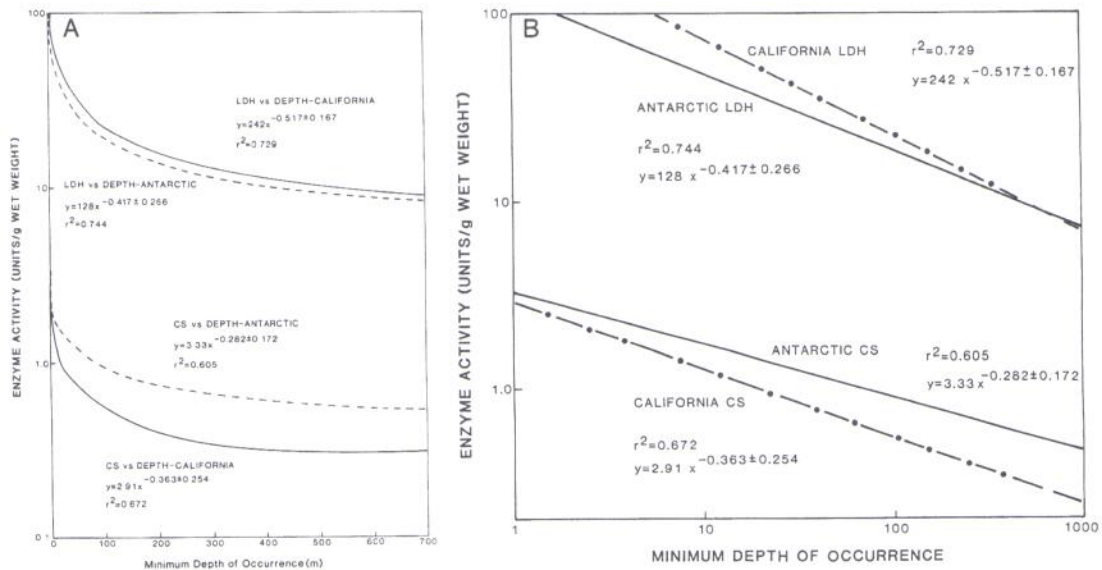 A
100
10
1.0
0.1
ENZYME ACTIVITY (UNITS/g WET WEIGHT)
LDH vs DEPTH-CALIFORNIA
y=242x^-0.517±0.167
r²=0.729
LDH vs DEPTH-ANTARCTIC
y=128x^-0.417±0.266
r²=0.744
CS vs DEPTH-ANTARCTIC
y=3.33x^-0.282±0.172
r²=0.605
CS vs DEPTH-CALIFORNIA
y=2.91x^-0.363±0.254
r²=0.672
0 100 200 300 400 500 600 700
Minimum Depth of Occurrence(m)
B
100
10
1.0
ENZYME ACTIVITY (UNITS/g WET WEIGHT)
CALIFORNIA LDH
r²=0.729
y=242 x^-0.517±0.167
ANTARCTIC LDH
r²=0.744
y=128 x^-0.417±0.266
ANTARCTIC CS
r²=0.605
y=3.33x^-0.282±0.172
CALIFORNIA CS
r²=0.672
y=2.91 x^-0.363±0.254
1 10 100 1000
MINIMUM DEPTH OF OCCURRENCE